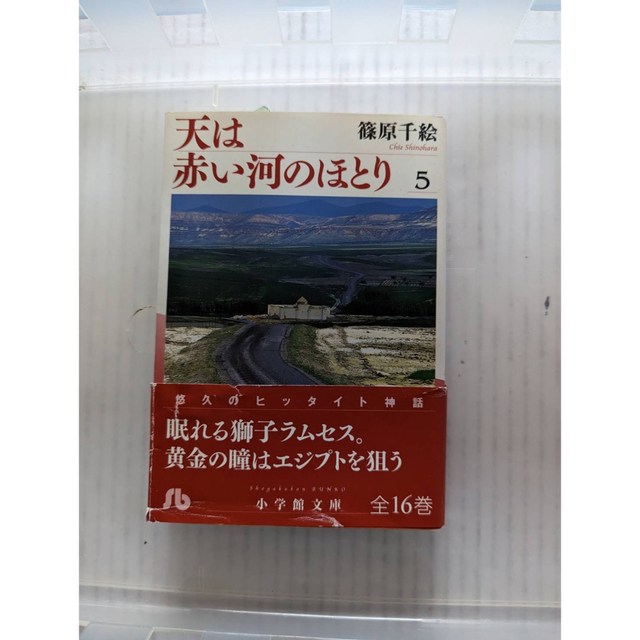 天は
赤い河のほとり 5
篠原千絵
Chie Shinohara
悠久のヒッタイト神話
眠れる獅子ラムセス。
黄金の瞳はエジプトを狙う
Shogakukan BUNKO
小学館文庫
全16巻